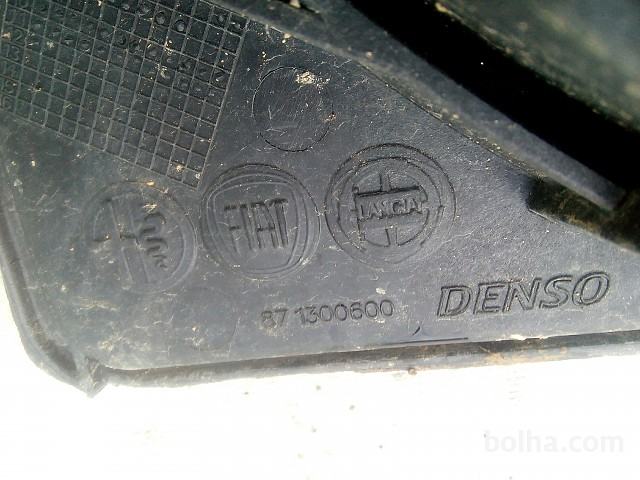 FIAT
LANCIA
87 1300600
DENSO
bolha.com